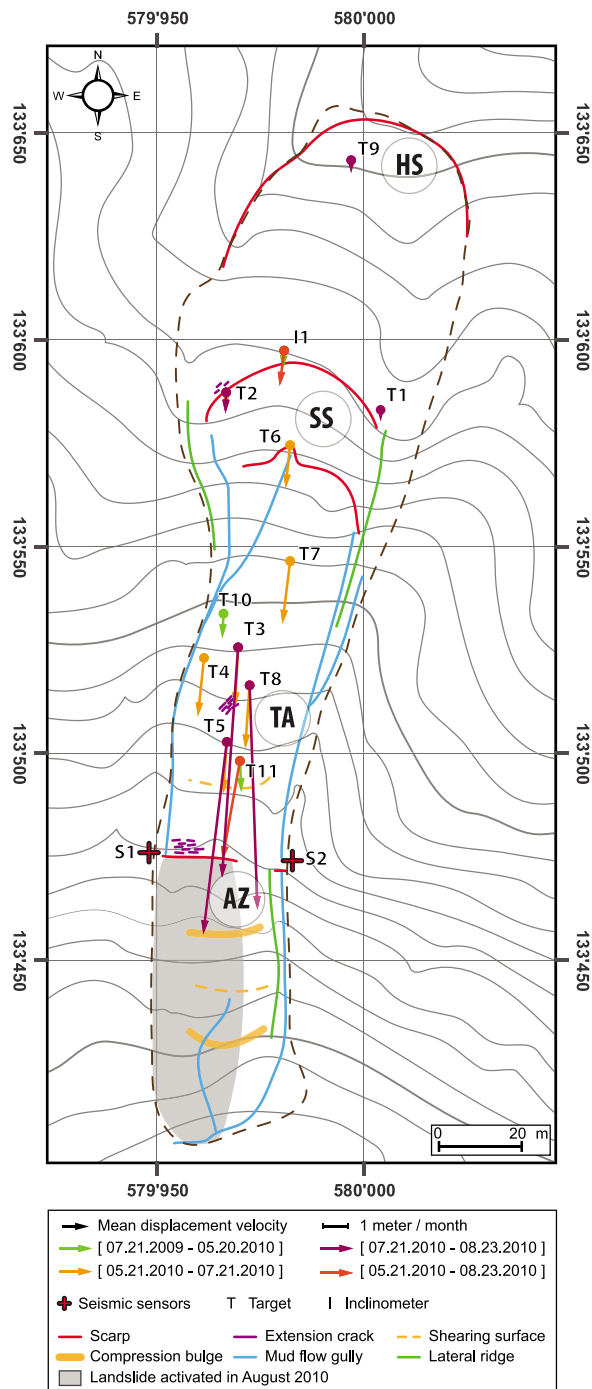 579'950 580'000
N
W E
S
133'650 133'650
T9
HS
133'600 133'600
I1
T2
T1
SS
T6
133'550 133'550
T7
T10
T3
T4
T8
TA
T5
133'500 133'500
T11
S1 S2
AZ
133'450 133'450
0 20 m
579'950 580'000
Mean displacement velocity 1 meter / month
[ 07.21.2009 - 05.20.2010 ] [ 07.21.2010 - 08.23.2010 ]
[ 05.21.2010 - 07.21.2010 ] [ 05.21.2010 - 08.23.2010 ]
Seismic sensors T Target I Inclinometer
Scarp Extension crack Shearing surface
Compression bulge Mud flow gully Lateral ridge
Landslide activated in August 2010